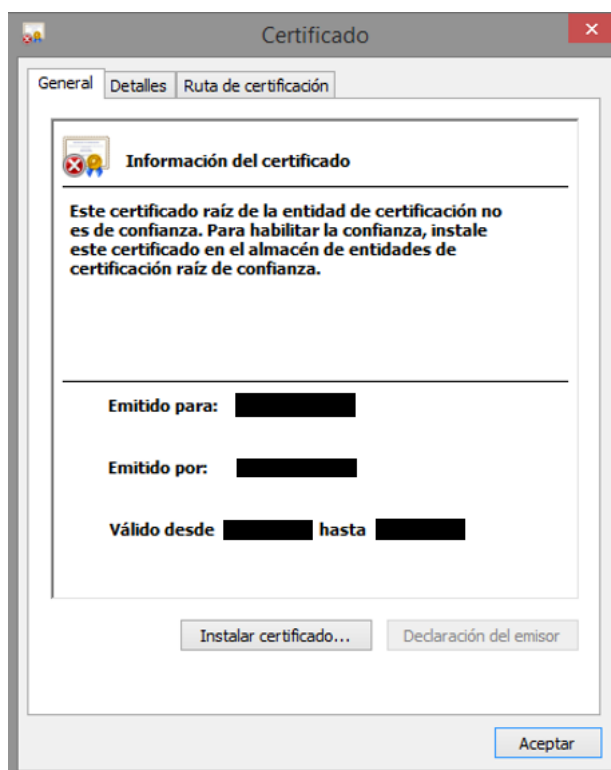 Certificado
General Detalles Ruta de certificación
Información del certificado
Este certificado raíz de la entidad de certificación no
es de confianza. Para habilitar la confianza, instale
este certificado en el almacén de entidades de
certificación raíz de confianza.
Emitido para:
Emitido por:
Válido desde hasta
Instalar certificado... Declaración del emisor
Aceptar